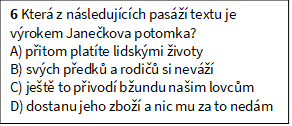 6 Která z následujících pasáží textu je
výrokem Janečkova potomka?
A) přitom platíte lidskými životy
B) svých předků a rodičů si neváží
C) ještě to přivodí bžundu našim lovcům
D) dostanu jeho zboží a nic mu za to nedám